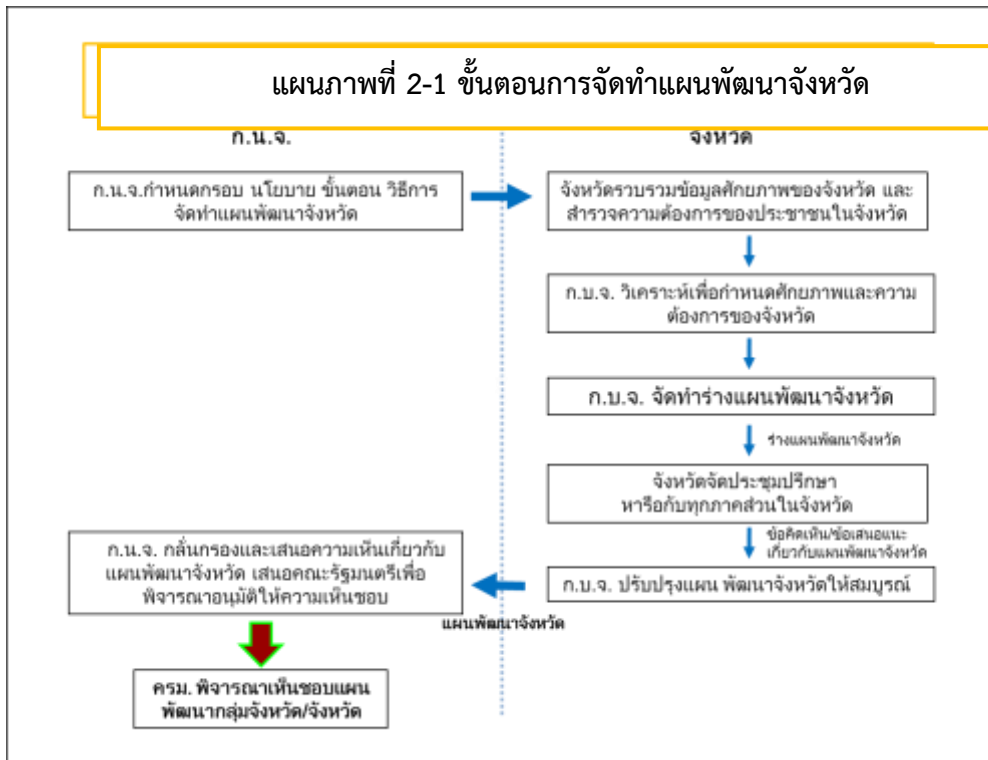 แผนภาพที่ 2-1 ขั้นตอนการจัดทำแผนพัฒนาจังหวัด
ก.น.จ.
จังหวัด
ก.น.จ.กำหนดกรอบ นโยบาย ขั้นตอน วิธีการ
จัดทำแผนพัฒนาจังหวัด
จังหวัดรวบรวมข้อมูลศักยภาพของจังหวัด และ
สำรวจความต้องการของประชาชนในจังหวัด
ก.บ.จ. วิเคราะห์เพื่อกำหนดศักยภาพและความ
ต้องการของจังหวัด
ก.บ.จ. จัดทำร่างแผนพัฒนาจังหวัด
ร่างแผนพัฒนาจังหวัด
จังหวัดจัดประชุมปรึกษา
หารือกับทุกภาคส่วนในจังหวัด
ข้อคิดเห็น/ข้อเสนอแนะ
เกี่ยวกับแผนพัฒนาจังหวัด
ก.บ.จ. ปรับปรุงแผน พัฒนาจังหวัดให้สมบูรณ์
แผนพัฒนาจังหวัด
ก.น.จ. กลั่นกรองและเสนอความเห็นเกี่ยวกับ
แผนพัฒนาจังหวัด เสนอคณะรัฐมนตรีเพื่อ
พิจารณาอนุมัติให้ความเห็นชอบ
ครม. พิจารณาเห็นชอบแผน
พัฒนากลุ่มจังหวัด/จังหวัด